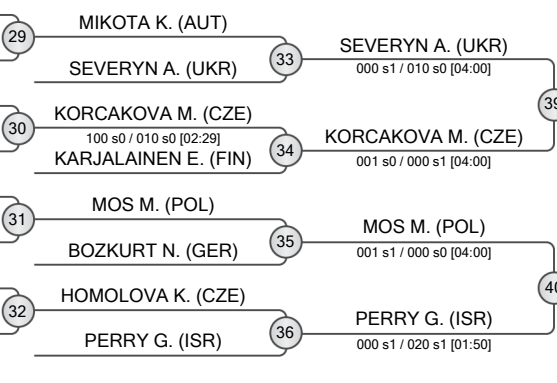 29
MIKOTA K. (AUT)
SEVERYN A. (UKR)
33
SEVERYN A. (UKR)
000 s1 / 010 s0 [04:00]
39
30
KORCAKOVA M. (CZE)
100 s0 / 010 s0 [02:29]
KARJALAINEN E. (FIN)
34
KORCAKOVA M. (CZE)
001 s0 / 000 s1 [04:00]
31
MOS M. (POL)
BOZKURT N. (GER)
35
MOS M. (POL)
001 s1 / 000 s0 [04:00]
40
32
HOMOLOVA K. (CZE)
PERRY G. (ISR)
36
PERRY G. (ISR)
000 s1 / 020 s1 [01:50]